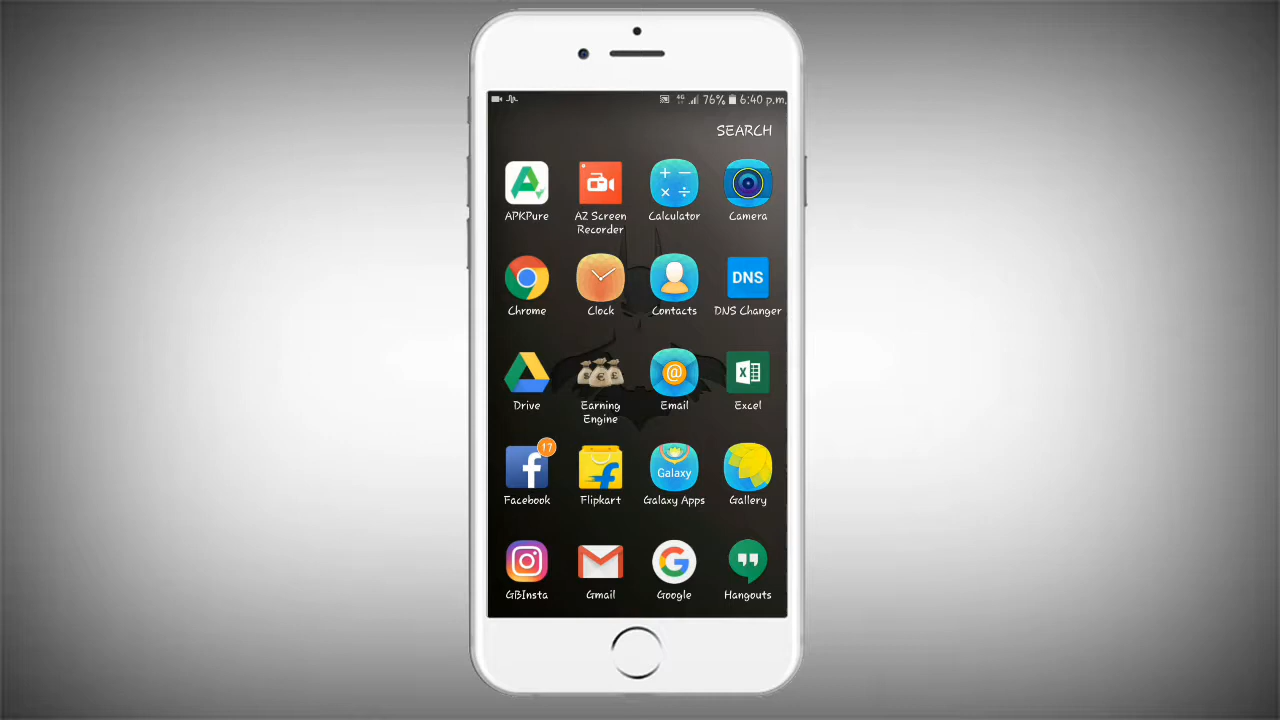 4G 76% 6:40 p.m.
SEARCH
APKPure
AZ Screen
Recorder
Calculator
Camera
Chrome
Clock
Contacts
DNS
DNS Changer
Drive
Earning
Engine
@
Email
X
Excel
17
f
Facebook
f
Flipkart
Galaxy
Galaxy Apps
Gallery
GBInsta
M
Gmail
G
Google
Hangouts